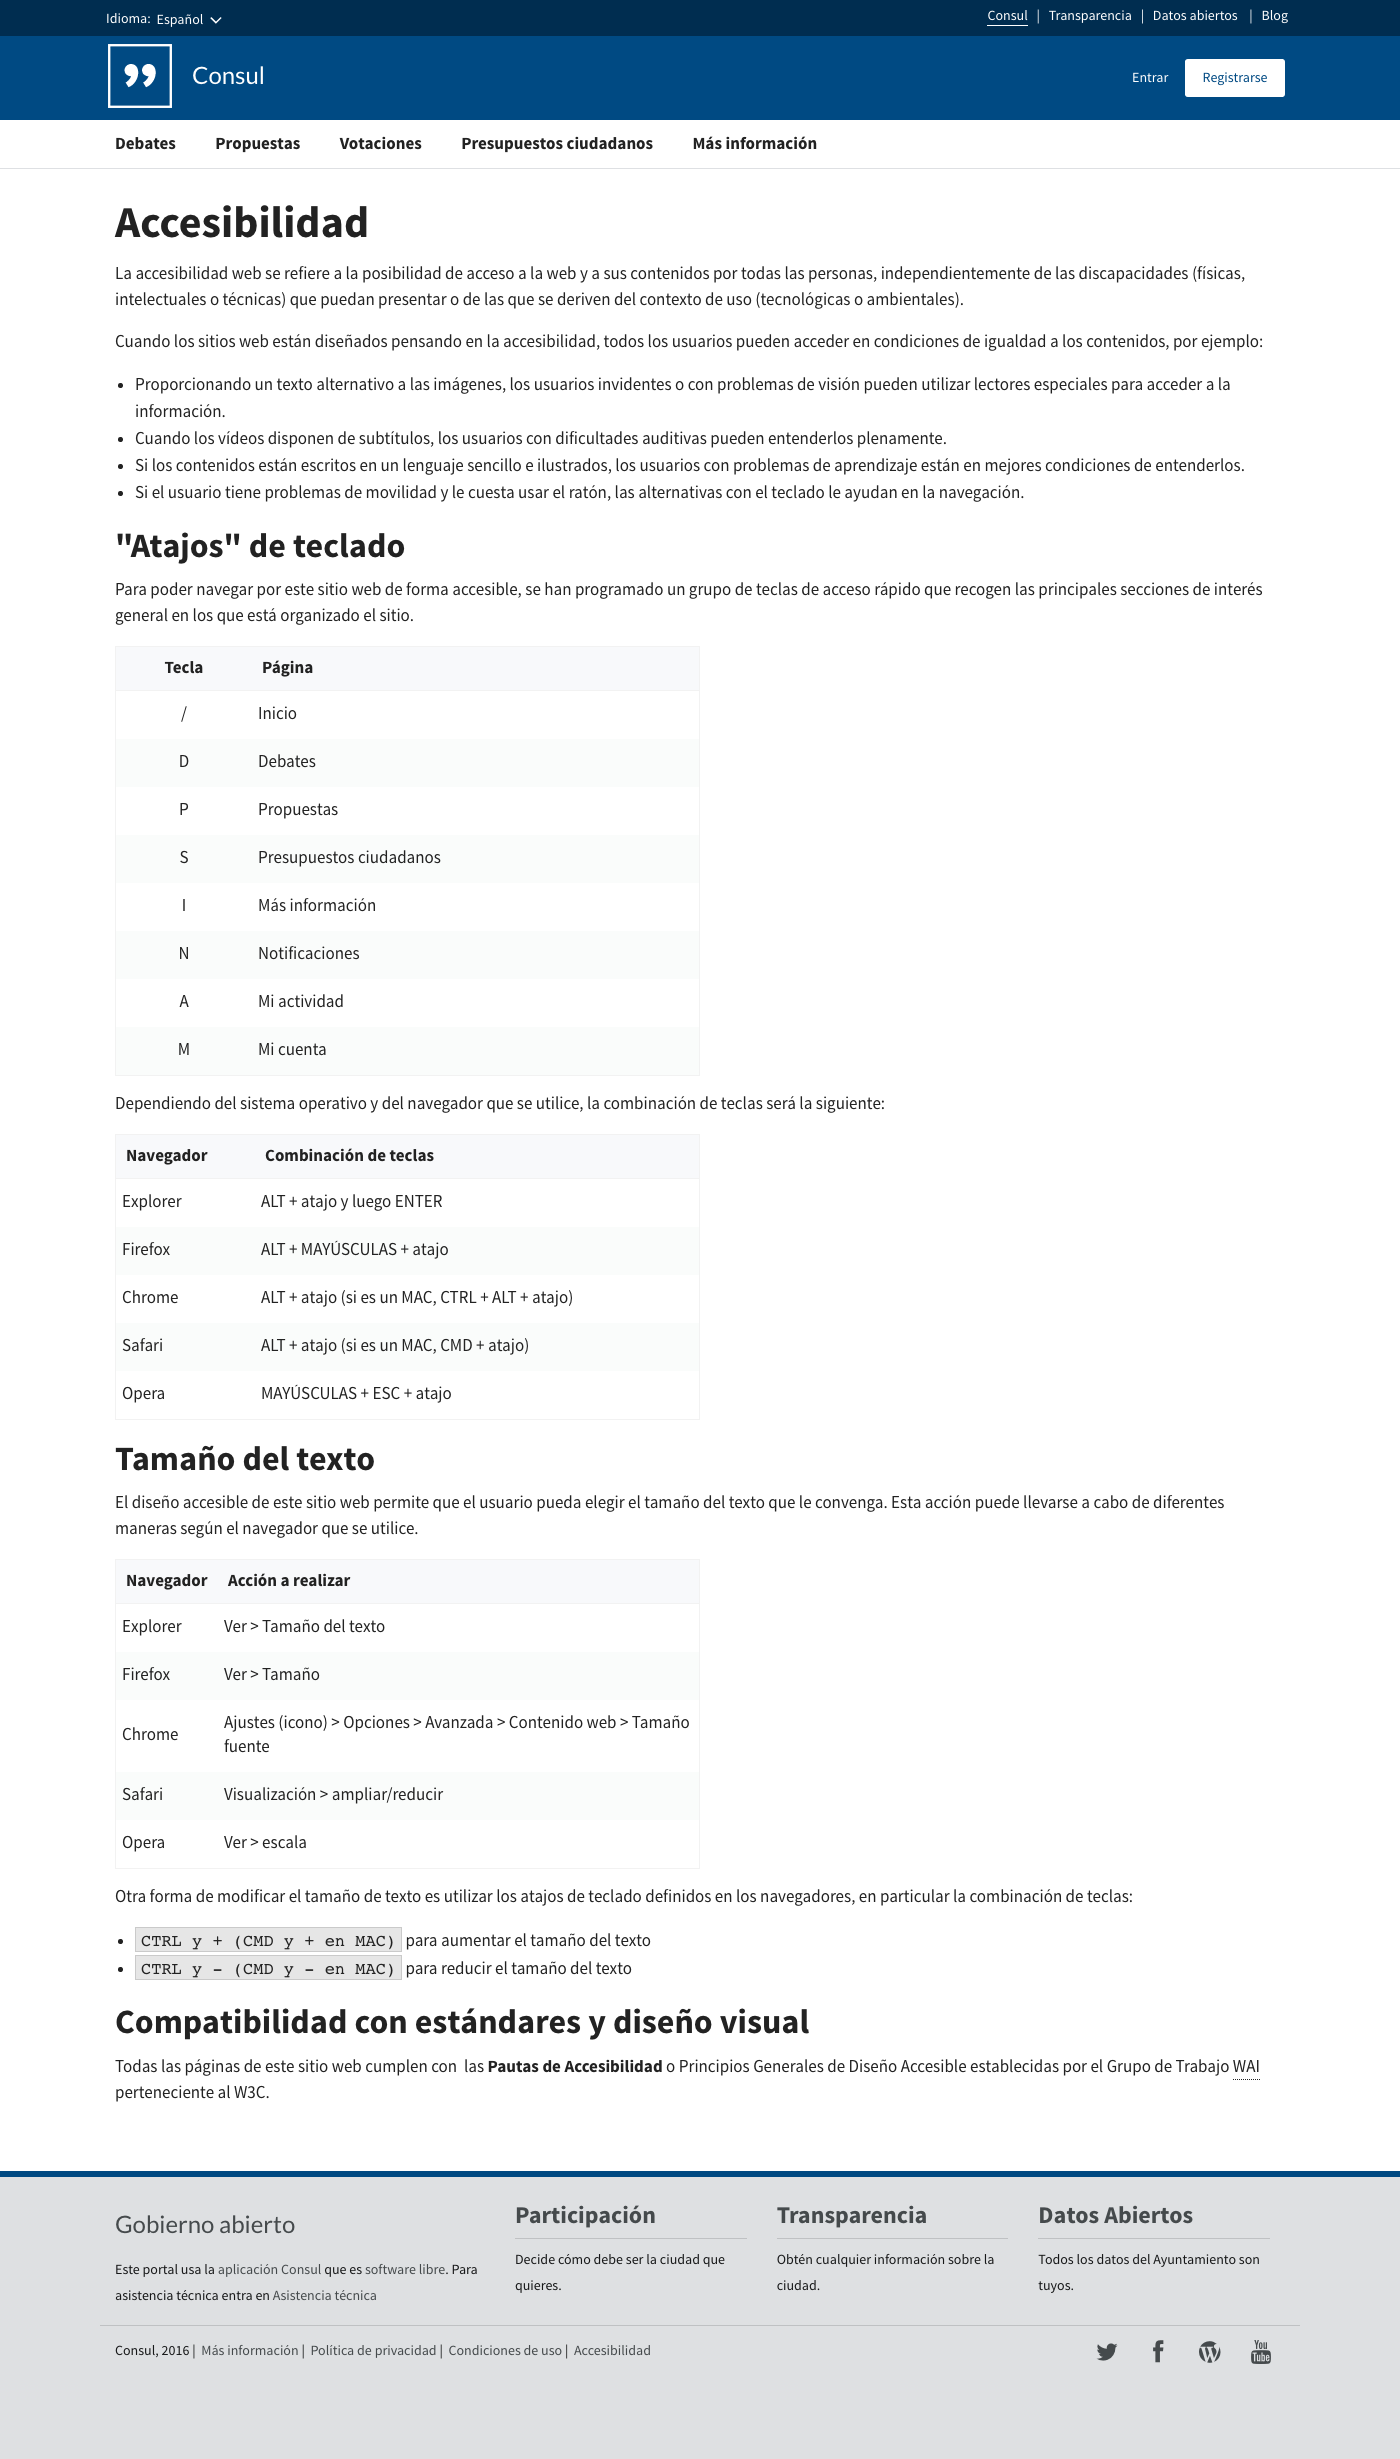 Idioma: Español
Consul | Transparencia | Datos abiertos | Blog
Consul
Entrar Registrarse
Debates Propuestas Votaciones Presupuestos ciudadanos Más información
Accesibilidad
La accesibilidad web se refiere a la posibilidad de acceso a la web y a sus contenidos por todas las personas, independientemente de las discapacidades (físicas,
intelectuales o técnicas) que puedan presentar o de las que se deriven del contexto de uso (tecnológicas o ambientales).
Cuando los sitios web están diseñados pensando en la accesibilidad, todos los usuarios pueden acceder en condiciones de igualdad a los contenidos, por ejemplo:
• Proporcionando un texto alternativo a las imágenes, los usuarios invidentes o con problemas de visión pueden utilizar lectores especiales para acceder a la
información.
• Cuando los vídeos disponen de subtítulos, los usuarios con dificultades auditivas pueden entenderlos plenamente.
• Si los contenidos están escritos en un lenguaje sencillo e ilustrados, los usuarios con problemas de aprendizaje están en mejores condiciones de entenderlos.
• Si el usuario tiene problemas de movilidad y le cuesta usar el ratón, las alternativas con el teclado le ayudan en la navegación.
"Atajos" de teclado
Para poder navegar por este sitio web de forma accesible, se han programado un grupo de teclas de acceso rápido que recogen las principales secciones de interés
general en los que está organizado el sitio.
Tecla Página
/ Inicio
D Debates
P Propuestas
S Presupuestos ciudadanos
I Más información
N Notificaciones
A Mi actividad
M Mi cuenta
Dependiendo del sistema operativo y del navegador que se utilice, la combinación de teclas será la siguiente:
Navegador Combinación de teclas
Explorer ALT + atajo y luego ENTER
Firefox ALT + MAYÚSCULAS + atajo
Chrome ALT + atajo (si es un MAC, CTRL + ALT + atajo)
Safari ALT + atajo (si es un MAC, CMD + atajo)
Opera MAYÚSCULAS + ESC + atajo
Tamaño del texto
El diseño accesible de este sitio web permite que el usuario pueda elegir el tamaño del texto que le convenga. Esta acción puede llevarse a cabo de diferentes
maneras según el navegador que se utilice.
Navegador Acción a realizar
Explorer Ver > Tamaño del texto
Firefox Ver > Tamaño
Chrome Ajustes (icono) > Opciones > Avanzada > Contenido web > Tamaño
fuente
Safari Visualización > ampliar/reducir
Opera Ver > escala
Otra forma de modificar el tamaño de texto es utilizar los atajos de teclado definidos en los navegadores, en particular la combinación de teclas:
• CTRL y + (CMD y + en MAC) para aumentar el tamaño del texto
• CTRL y - (CMD y - en MAC) para reducir el tamaño del texto
Compatibilidad con estándares y diseño visual
Todas las páginas de este sitio web cumplen con las Pautas de Accesibilidad o Principios Generales de Diseño Accesible establecidas por el Grupo de Trabajo WAI
perteneciente al W3C.
Gobierno abierto
Este portal usa la aplicación Consul que es software libre. Para
asistencia técnica entra en Asistencia técnica
Participación
Decide cómo debe ser la ciudad que
quieres.
Transparencia
Obtén cualquier información sobre la
ciudad.
Datos Abiertos
Todos los datos del Ayuntamiento son
tuyos.
Consul, 2016 | Más información | Política de privacidad | Condiciones de uso | Accesibilidad
You
Tube